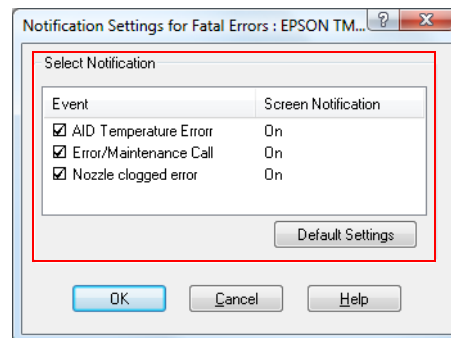 Notification Settings for Fatal Errors : EPSON TM...
Select Notification
Event Screen Notification
AID Temperature Errorr On
Error/Maintenance Call On
Nozzle clogged error On
Default Settings
OK Cancel Help